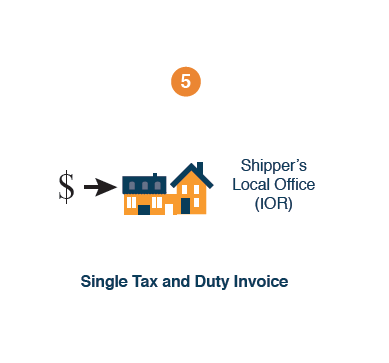 5
$
Shipper's
Local Office
(IOR)
Single Tax and Duty Invoice